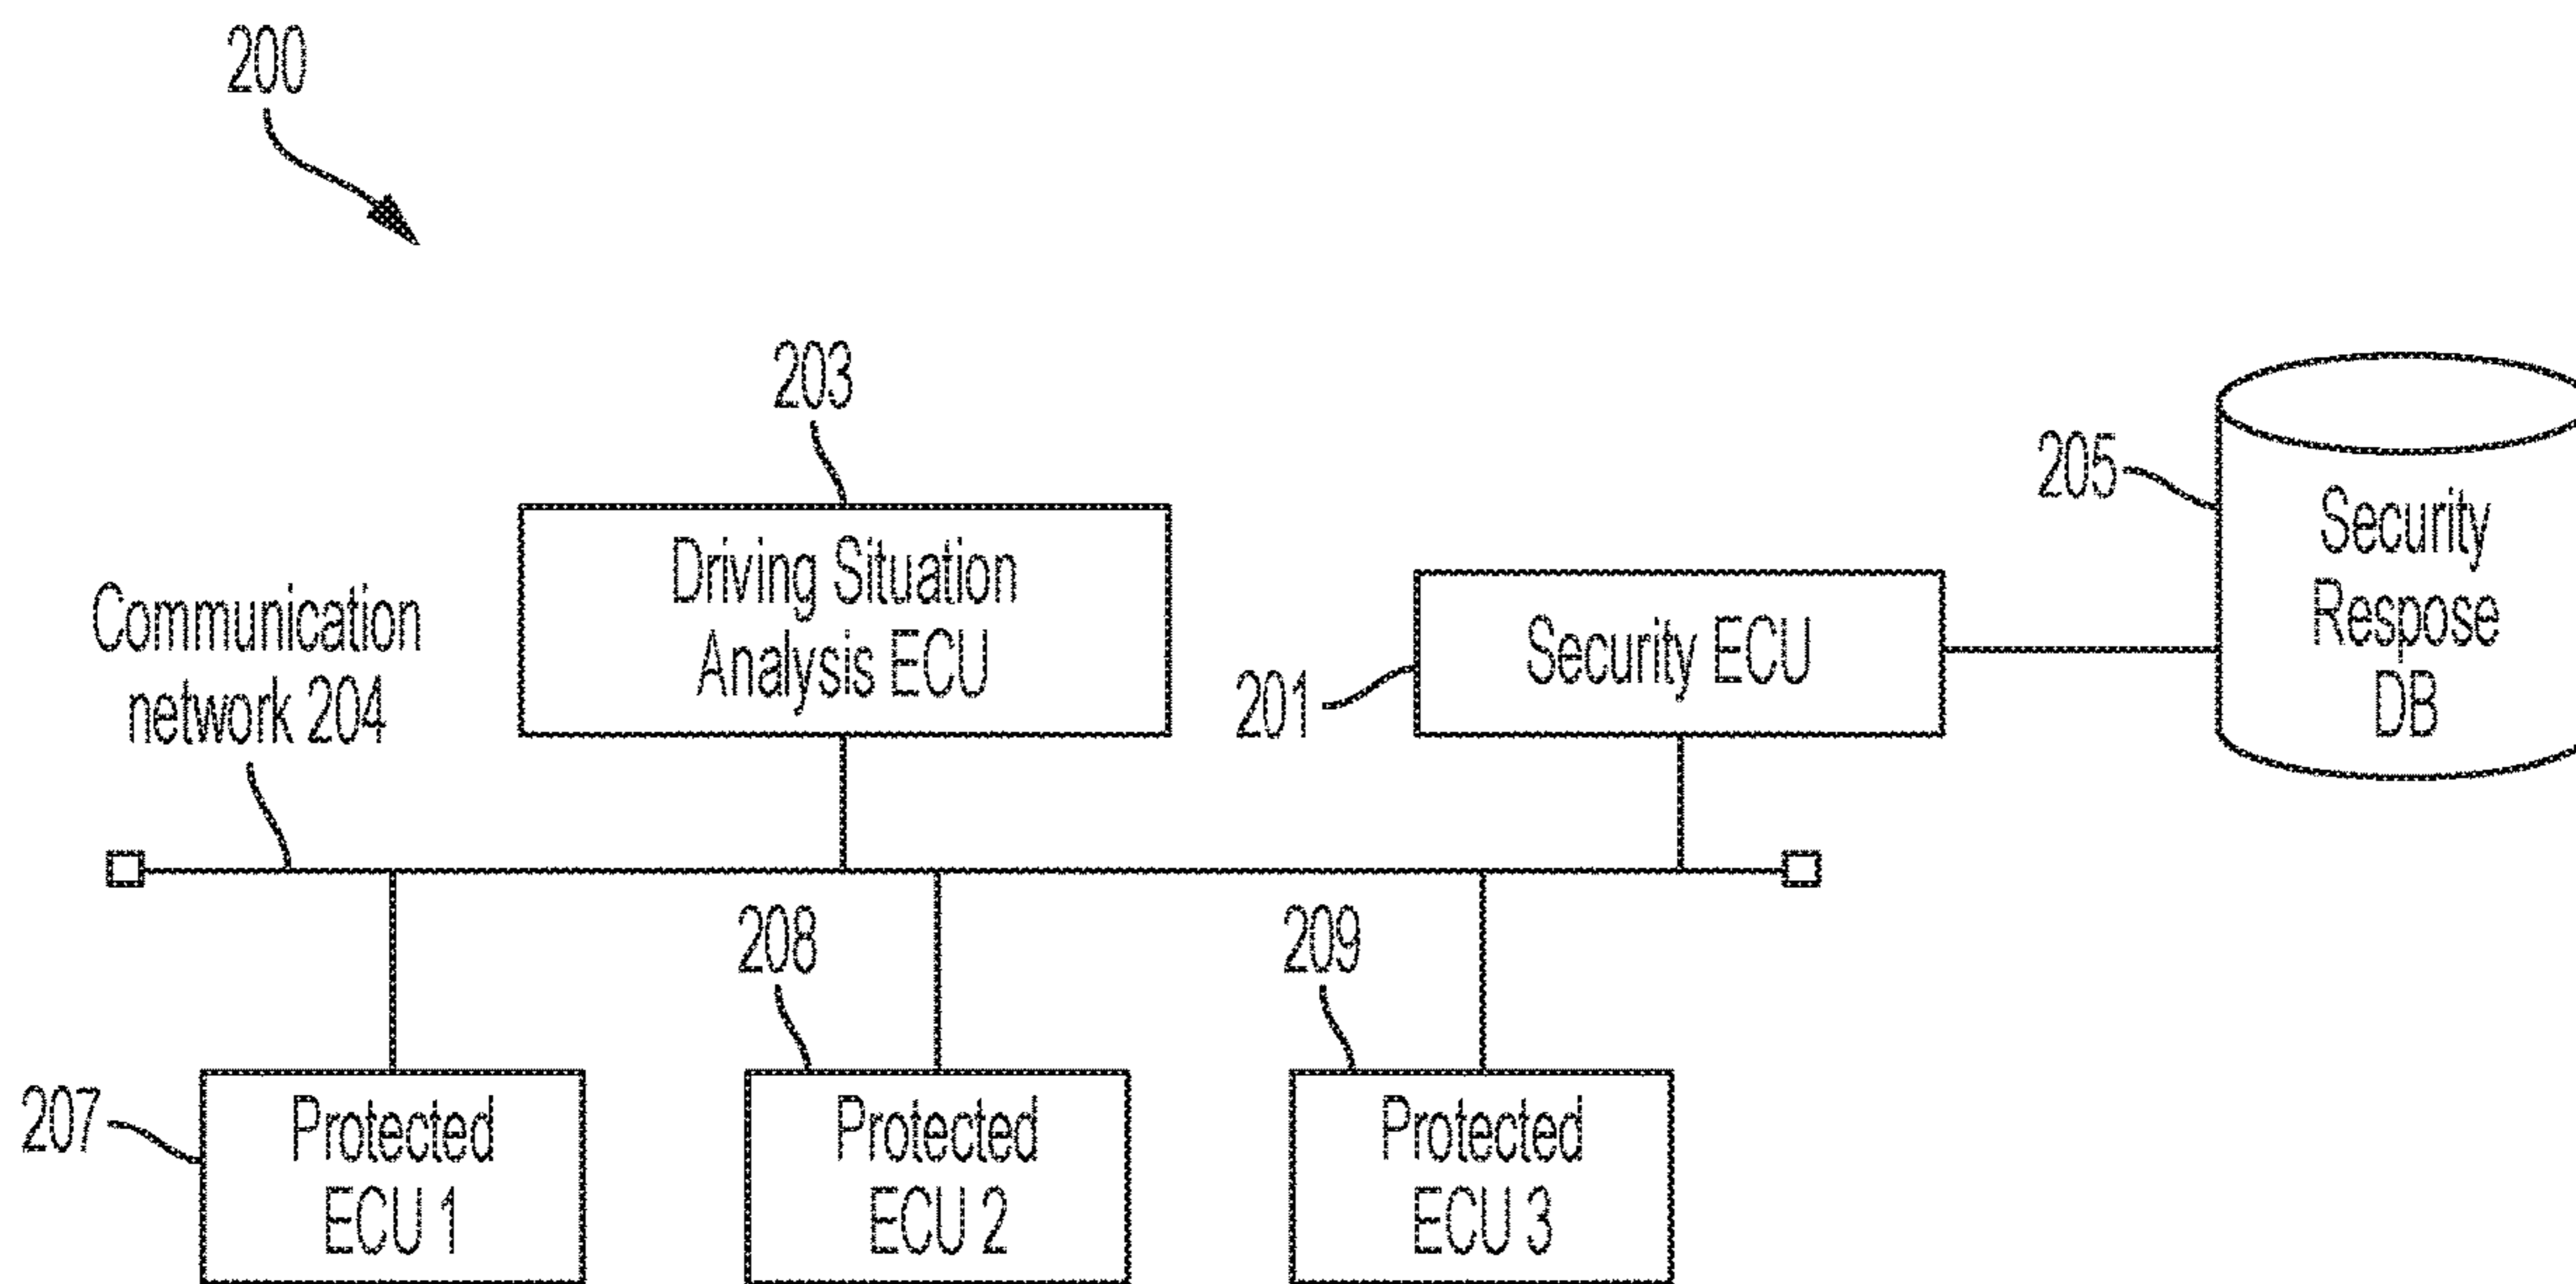 200
203
205
Driving Situation
Analysis ECU
Security
Respose
DB
Communication
network 204
Security ECU
201
208
209
207
Protected
ECU 1
Protected
ECU 2
Protected
ECU 3